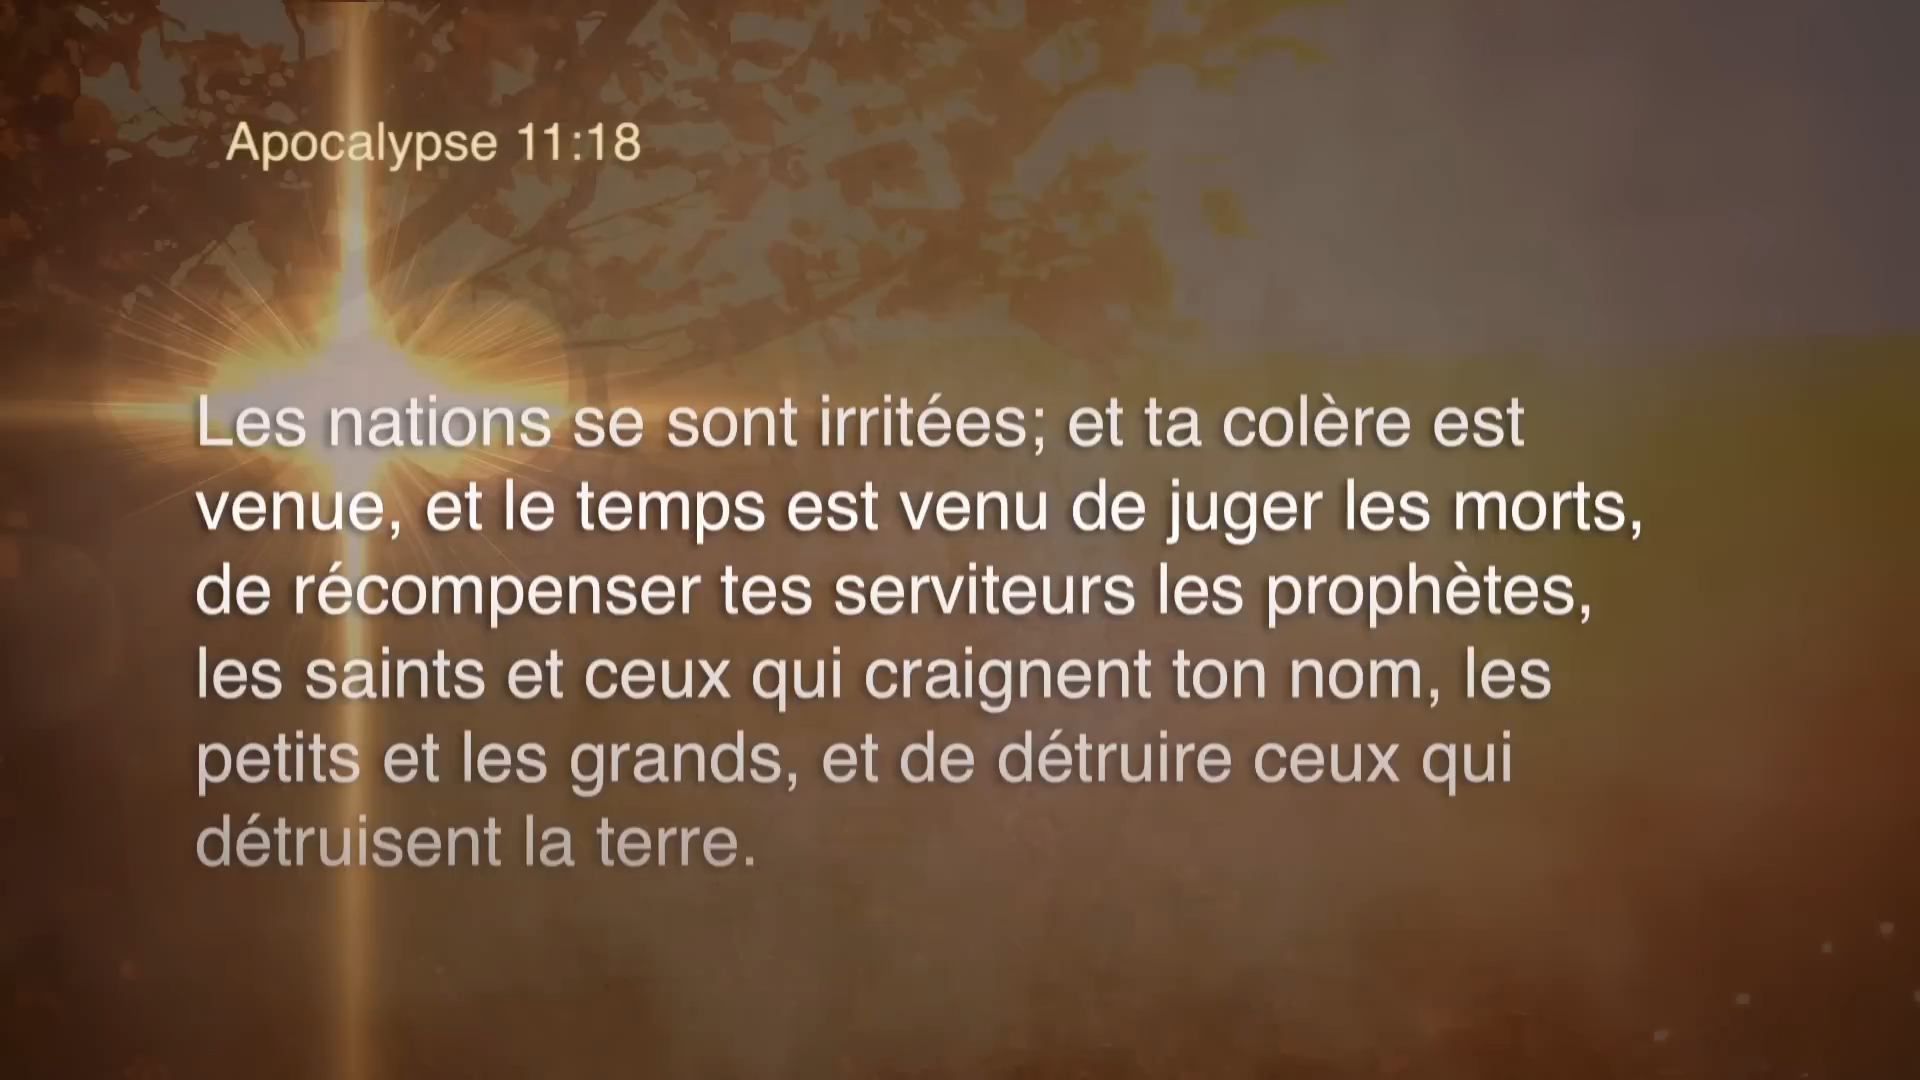 Apocalypse 11:18
Les nations se sont irritées; et ta colère est
venue, et le temps est venu de juger les morts,
de récompenser tes serviteurs les prophètes,
les saints et ceux qui craignent ton nom, les
petits et les grands, et de détruire ceux qui
détruisent la terre.